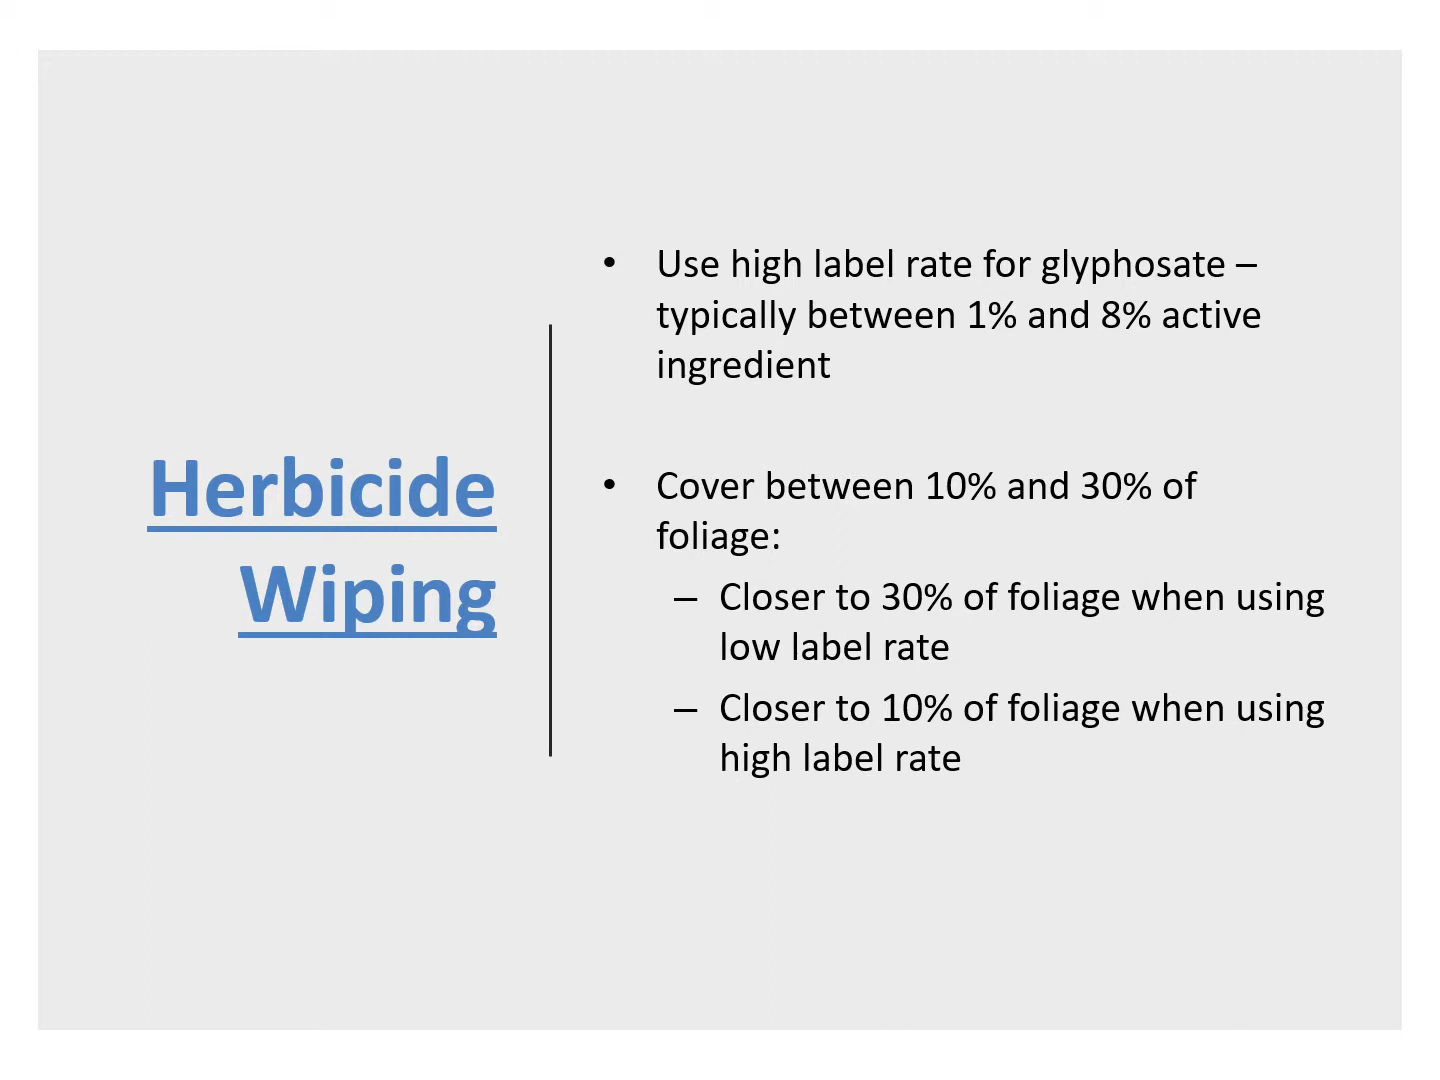 Herbicide
Wiping
• Use high label rate for glyphosate –
typically between 1% and 8% active
ingredient
• Cover between 10% and 30% of
foliage:
– Closer to 30% of foliage when using
low label rate
– Closer to 10% of foliage when using
high label rate